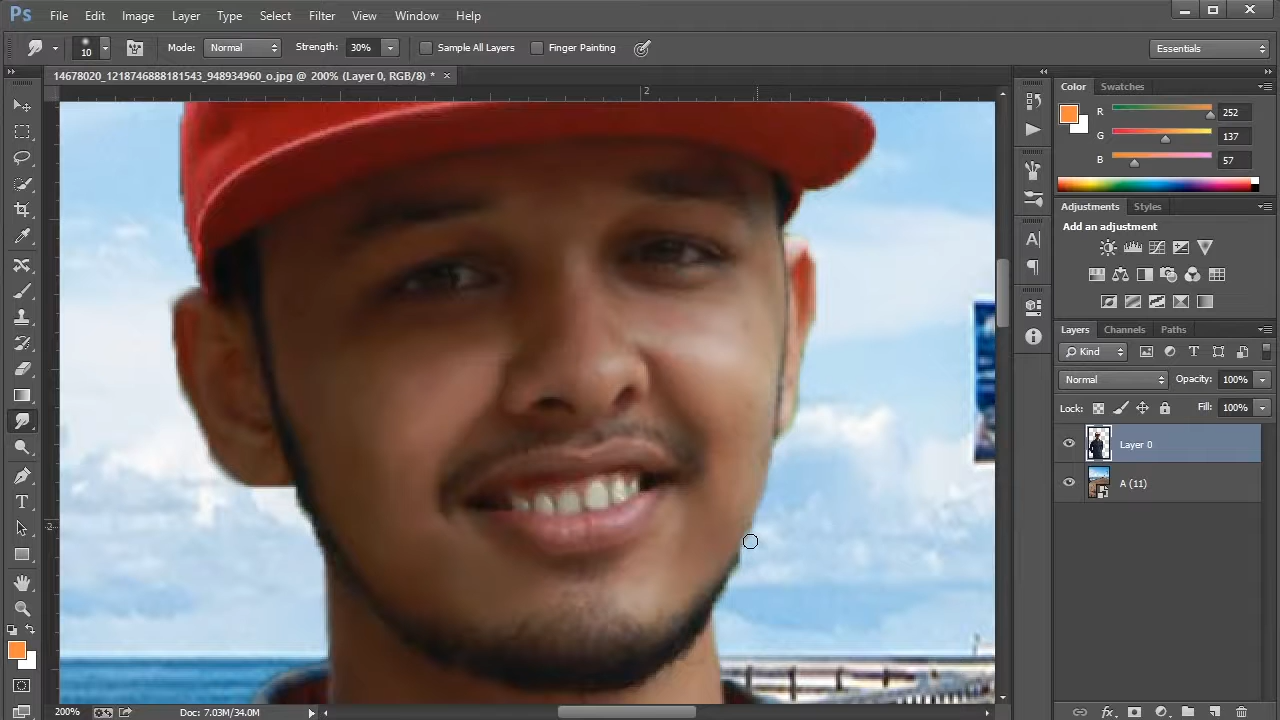 Ps File Edit Image Layer Type Select Filter View Window Help
10 Mode: Normal Strength: 30% Sample All Layers Finger Painting Essentials
14678020_1218746888181543_948934960_o.jpg @ 200% (Layer 0, RGB/8) * ×
2
Color Swatches
R 252
G 137
B 57
Adjustments Styles
Add an adjustment
Layers Channels Paths
Kind
Normal Opacity: 100%
Lock: Fill: 100%
Layer 0
A (11)
2
200% Doc: 7.03M/34.0M
fx